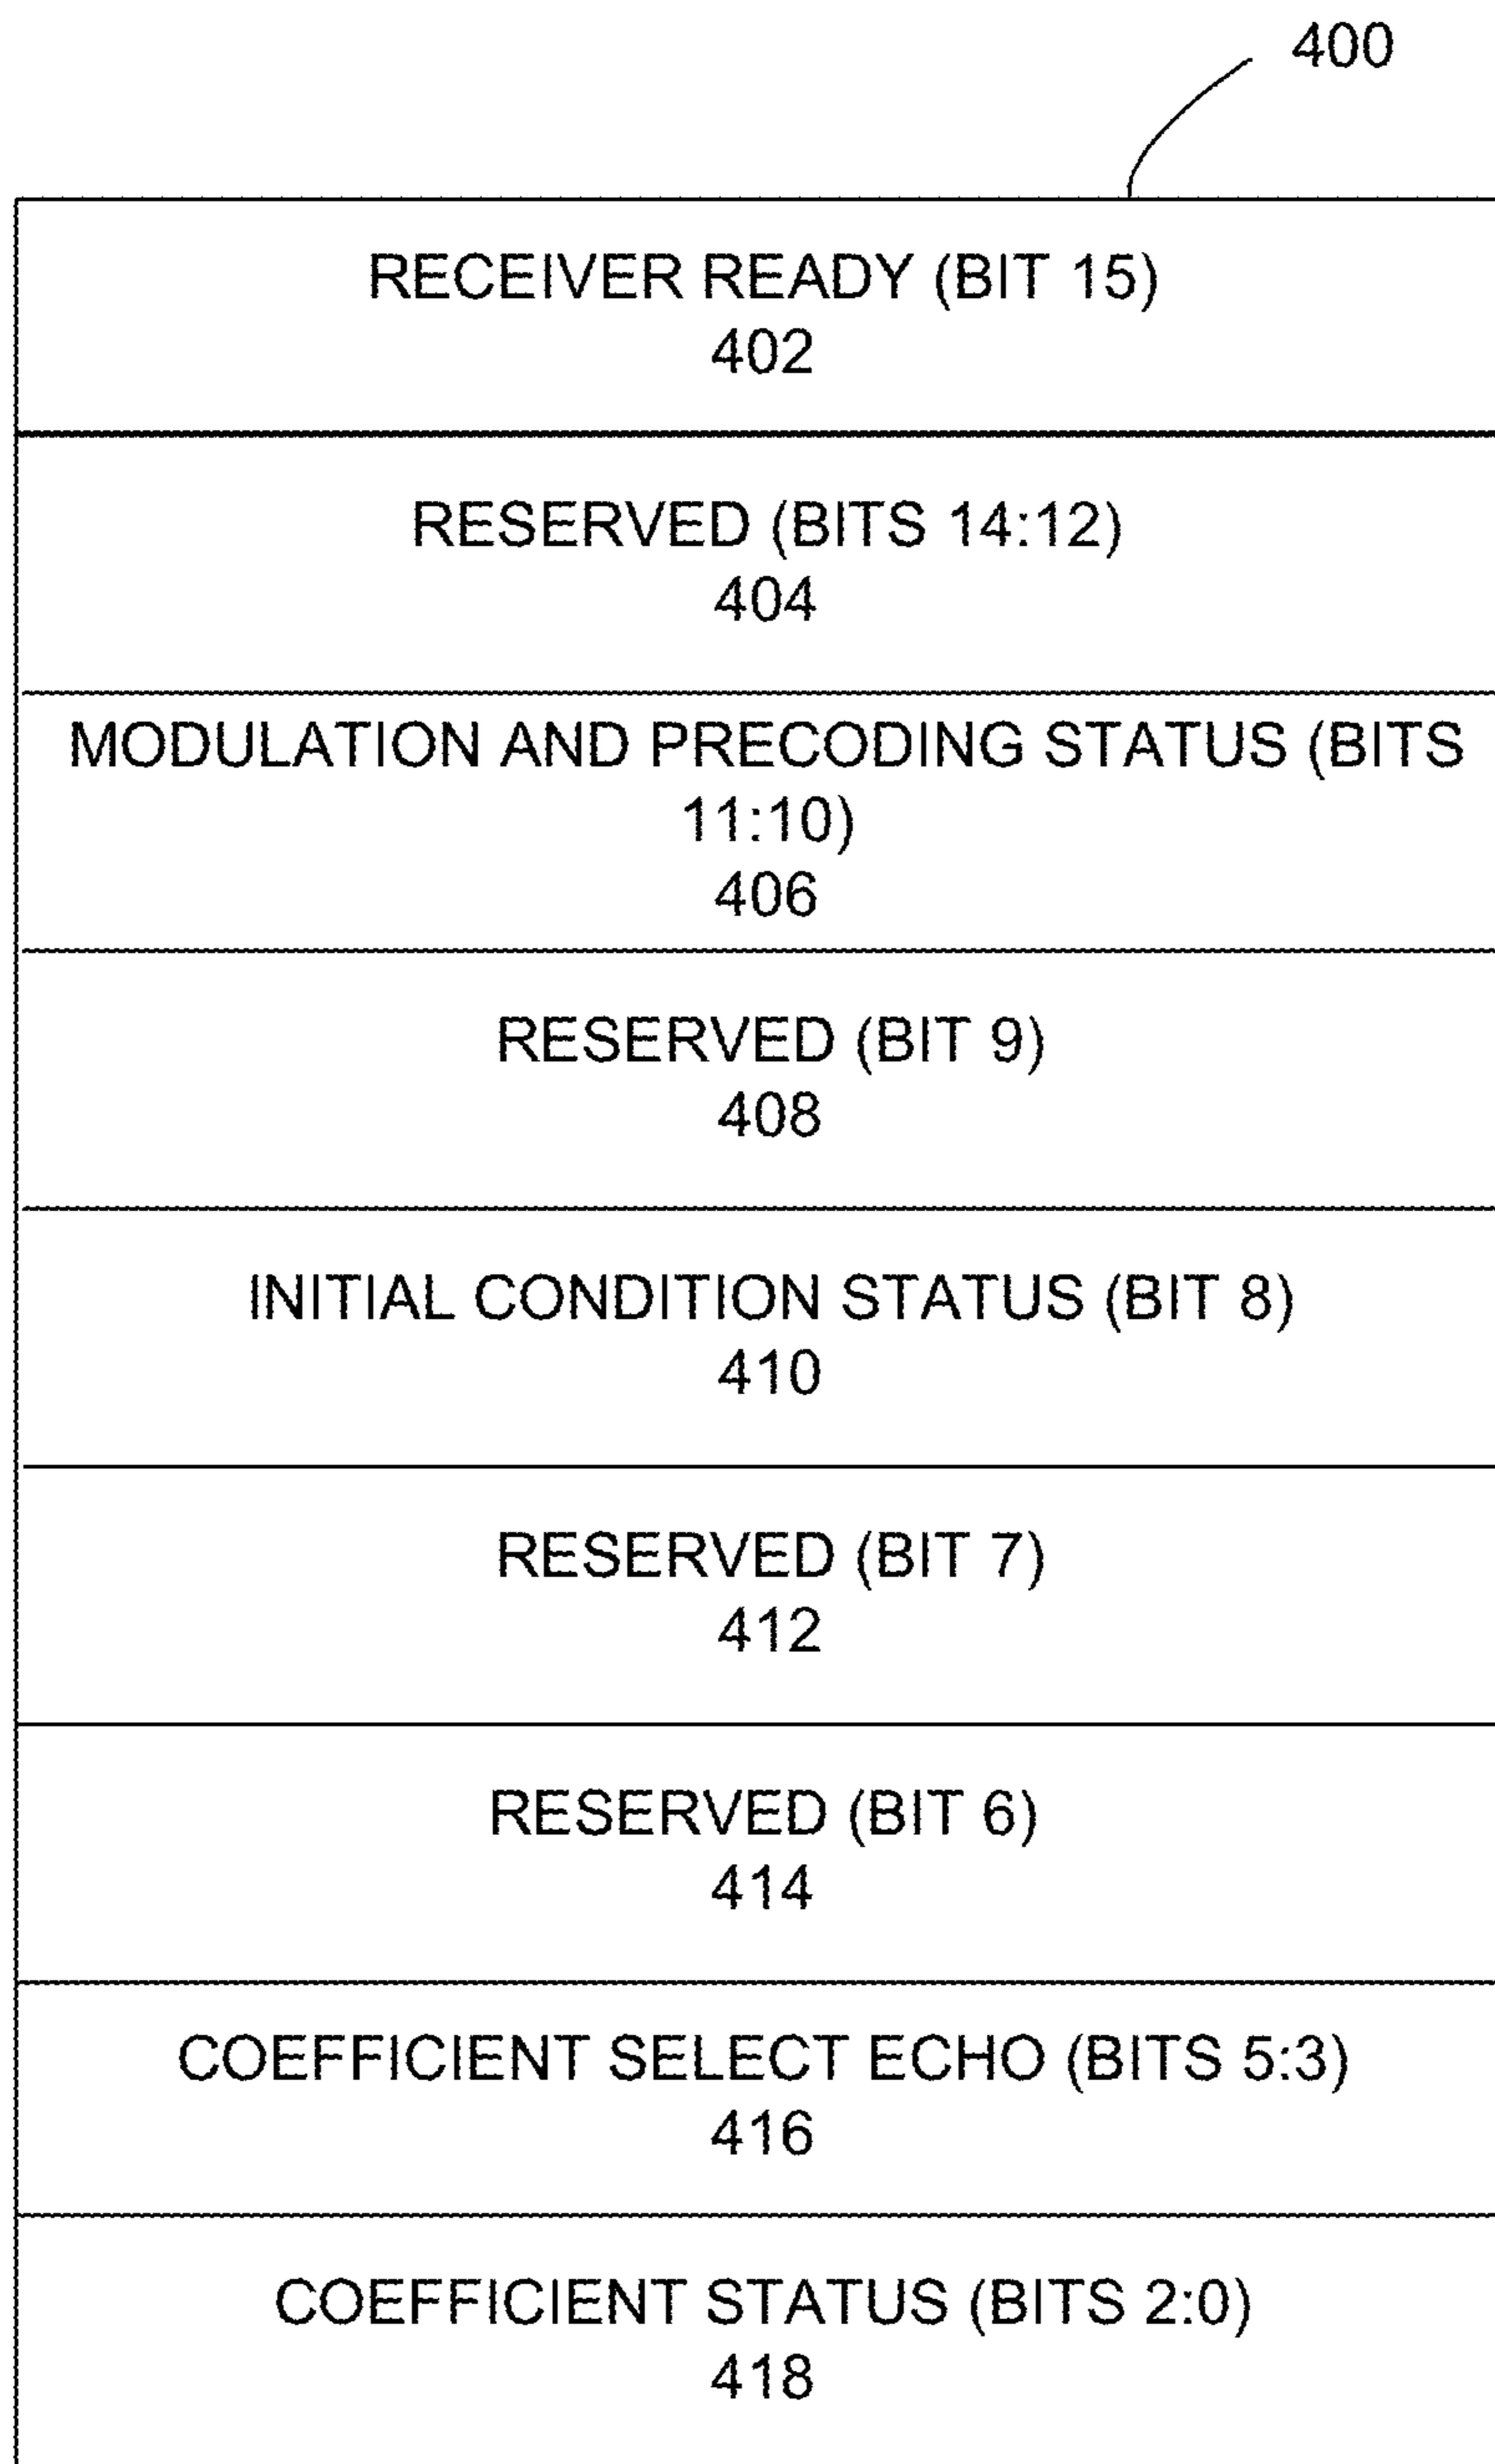 400
RECEIVER READY (BIT 15)
402
RESERVED (BITS 14:12)
404
MODULATION AND PRECODING STATUS (BITS
11:10)
406
RESERVED (BIT 9)
408
INITIAL CONDITION STATUS (BIT 8)
410
RESERVED (BIT 7)
412
RESERVED (BIT 6)
414
COEFFICIENT SELECT ECHO (BITS 5:3)
416
COEFFICIENT STATUS (BITS 2:0)
418